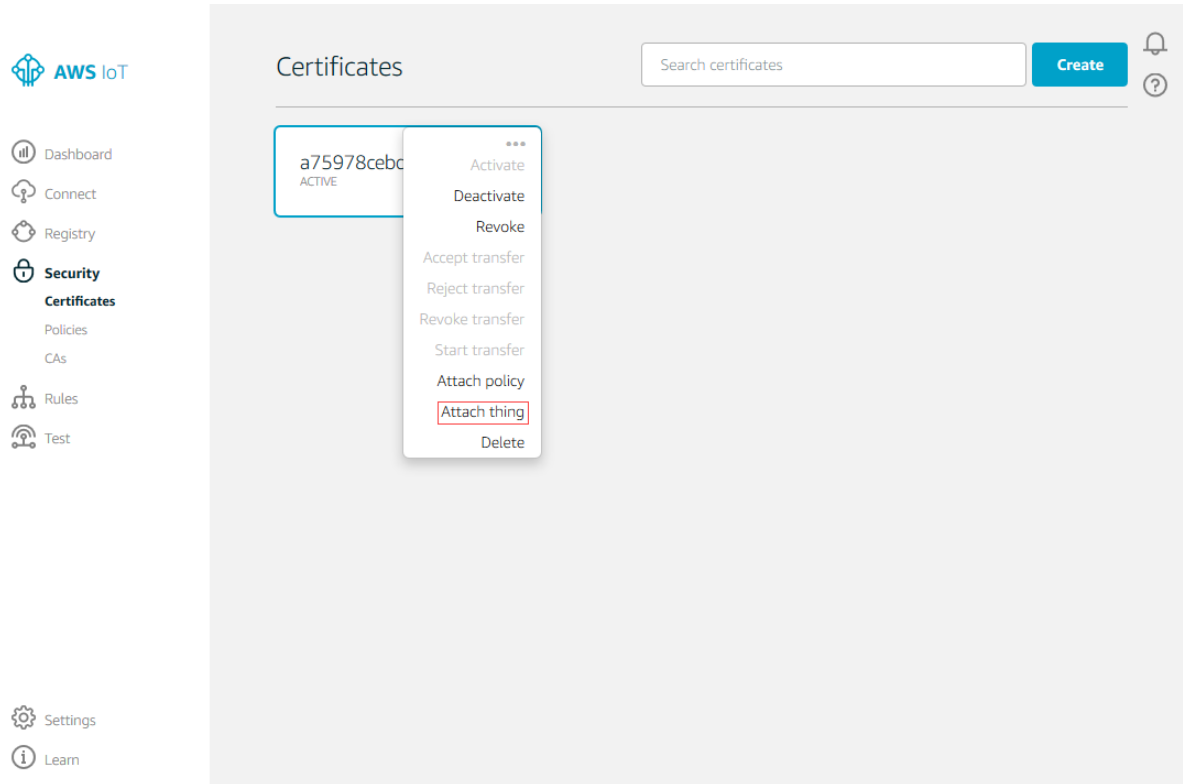 AWS IoT
Dashboard
Connect
Registry
Security
Certificates
Policies
CAs
Rules
Test
Settings
Learn
Certificates
Search certificates
Create
a75978cebc
ACTIVE
Activate
Deactivate
Revoke
Accept transfer
Reject transfer
Revoke transfer
Start transfer
Attach policy
Attach thing
Delete